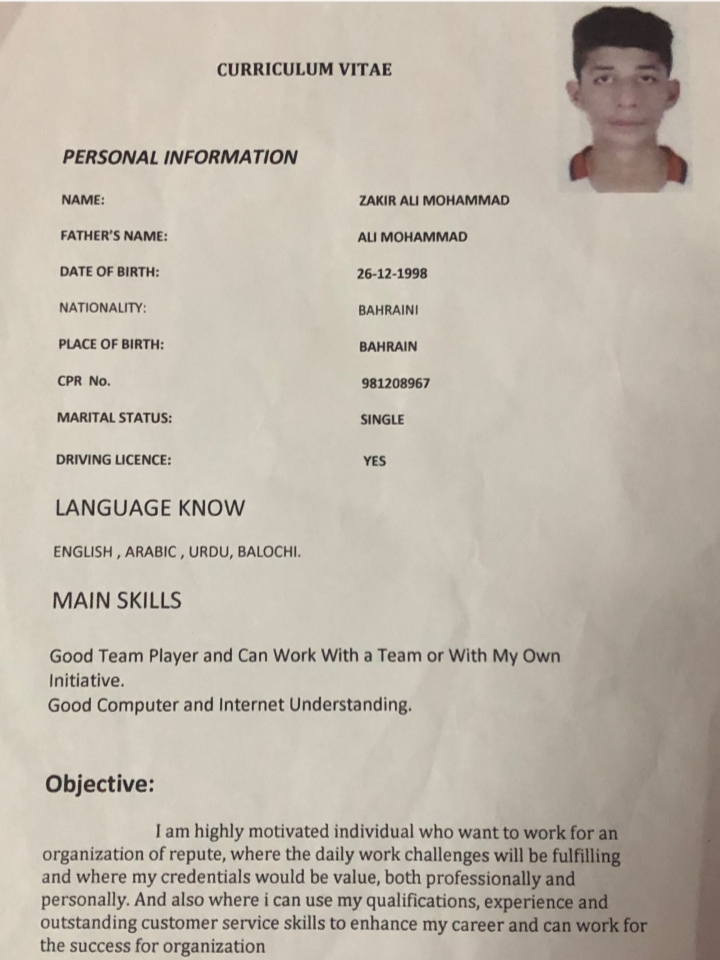 CURRICULUM VITAE
PERSONAL INFORMATION
NAME: ZAKIR ALI MOHAMMAD
FATHER'S NAME: ALI MOHAMMAD
DATE OF BIRTH: 26-12-1998
NATIONALITY: BAHRAINI
PLACE OF BIRTH: BAHRAIN
CPR No. 981208967
MARITAL STATUS: SINGLE
DRIVING LICENCE: YES
LANGUAGE KNOW
ENGLISH , ARABIC , URDU, BALOCHI.
MAIN SKILLS
Good Team Player and Can Work With a Team or With My Own
Initiative.
Good Computer and Internet Understanding.
Objective:
I am highly motivated individual who want to work for an
organization of repute, where the daily work challenges will be fulfilling
and where my credentials would be value, both professionally and
personally. And also where i can use my qualifications, experience and
outstanding customer service skills to enhance my career and can work for
the success for organization